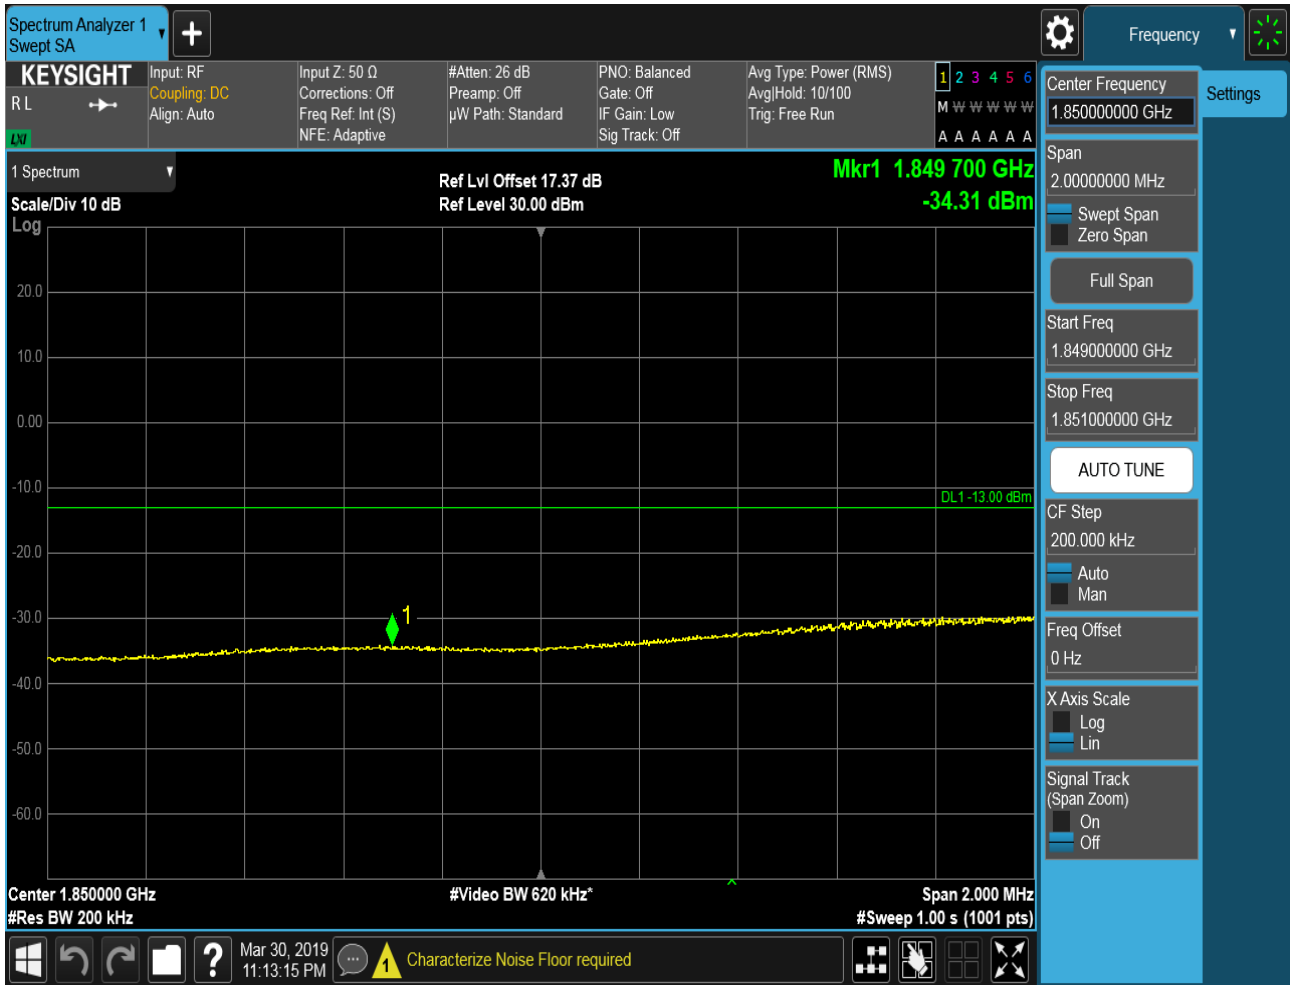 Spectrum Analyzer 1
Swept SA
+
Frequency
KEYSIGHT
R L
LXI
Input: RF
Coupling: DC
Align: Auto
Input Z: 50 Ω
Corrections: Off
Freq Ref: Int (S)
NFE: Adaptive
#Atten: 26 dB
Preamp: Off
µW Path: Standard
PNO: Balanced
Gate: Off
IF Gain: Low
Sig Track: Off
Avg Type: Power (RMS)
Avg|Hold: 10/100
Trig: Free Run
1 2 3 4 5 6
M W W W W W
A A A A A A
1 Spectrum
Scale/Div 10 dB
Log
Ref Lvl Offset 17.37 dB
Ref Level 30.00 dBm
Mkr1 1.849 700 GHz
-34.31 dBm
20.0
10.0
0.00
-10.0
-20.0
-30.0
-40.0
-50.0
-60.0
DL1 -13.00 dBm
1
Center 1.850000 GHz
#Res BW 200 kHz
#Video BW 620 kHz*
Span 2.000 MHz
#Sweep 1.00 s (1001 pts)
?
Mar 30, 2019
11:13:15 PM
1
Characterize Noise Floor required
Center Frequency
1.850000000 GHz
Settings
Span
2.00000000 MHz
Swept Span
Zero Span
Full Span
Start Freq
1.849000000 GHz
Stop Freq
1.851000000 GHz
AUTO TUNE
CF Step
200.000 kHz
Auto
Man
Freq Offset
0 Hz
X Axis Scale
Log
Lin
Signal Track
(Span Zoom)
On
Off